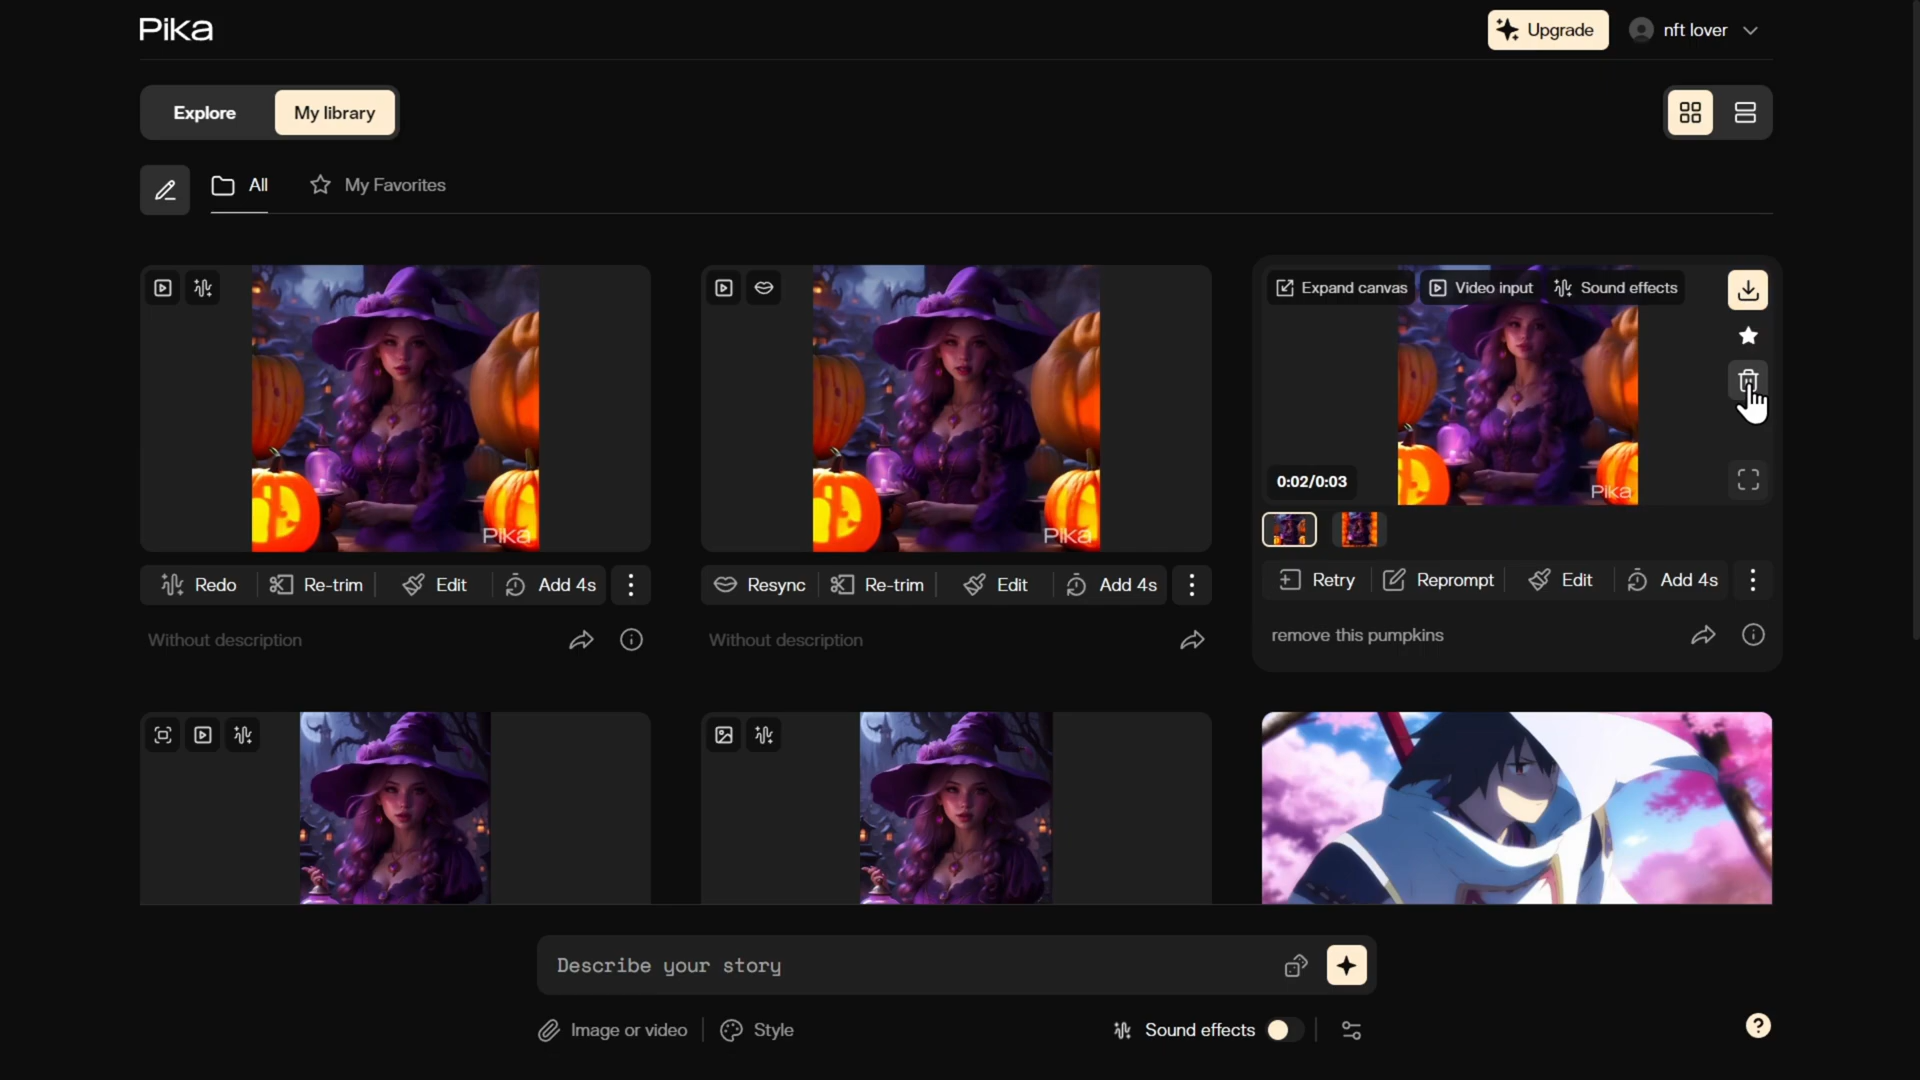 Pika
Upgrade
nft lover
Explore
My library
All
My Favorites
Expand canvas
Video input
Sound effects
0:02/0:03
Pika
Pika
Pika
Redo
Re-trim
Edit
Add 4s
Resync
Re-trim
Edit
Add 4s
Retry
Reprompt
Edit
Add 4s
Without description
Without description
remove this pumpkins
Describe your story
Image or video
Style
Sound effects
?